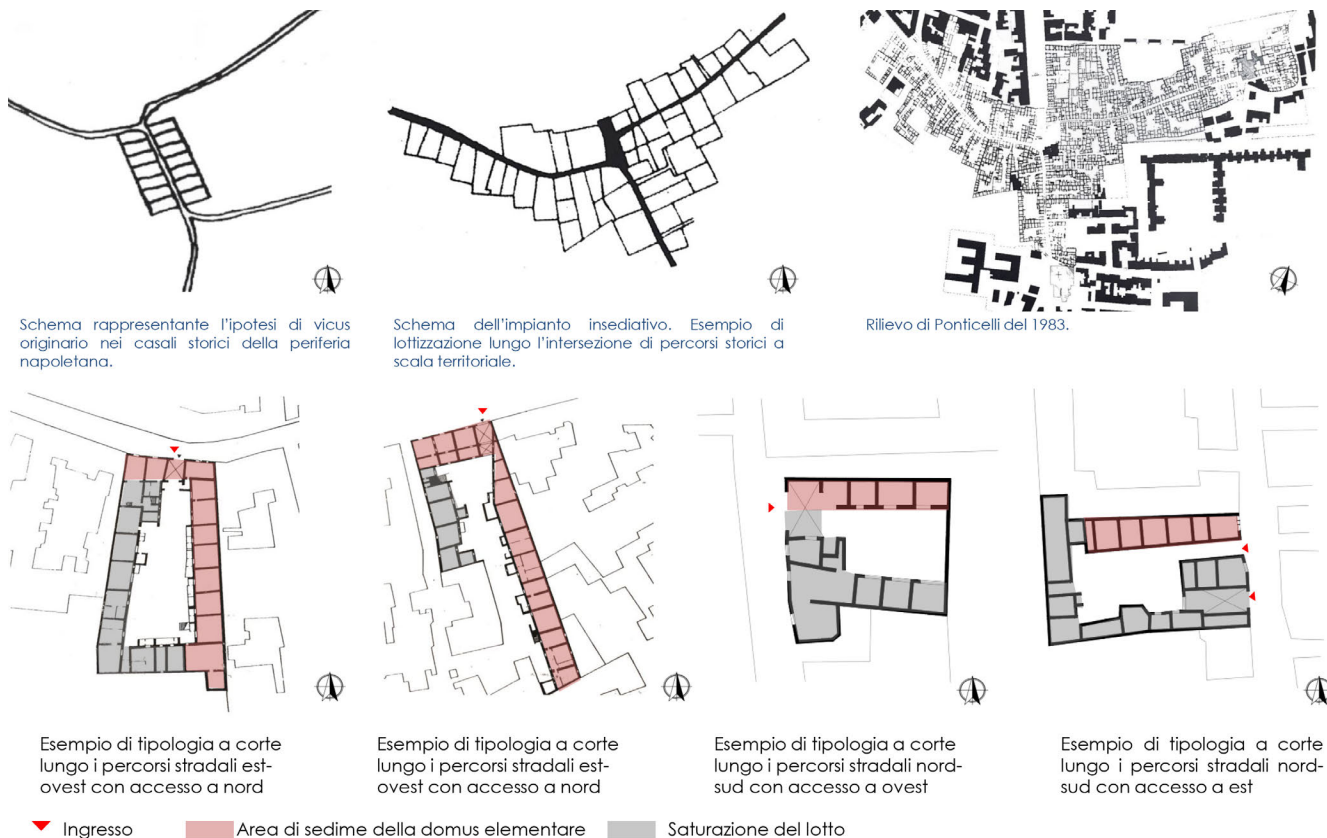 Schema rappresentante l'ipotesi di vicus
originario nei casali storici della periferia
napoletana.
Schema dell'impianto insediativo. Esempio di
lottizzazione lungo l'intersezione di percorsi storici a
scala territoriale.
Rilievo di Ponticelli del 1983.
Esempio di tipologia a corte
lungo i percorsi stradali est-
ovest con accesso a nord
Esempio di tipologia a corte
lungo i percorsi stradali est-
ovest con accesso a nord
Esempio di tipologia a corte
lungo i percorsi stradali nord-
sud con accesso a ovest
Esempio di tipologia a corte
lungo i percorsi stradali nord-
sud con accesso a est
Ingresso
Area di sedime della domus elementare
Saturazione del lotto